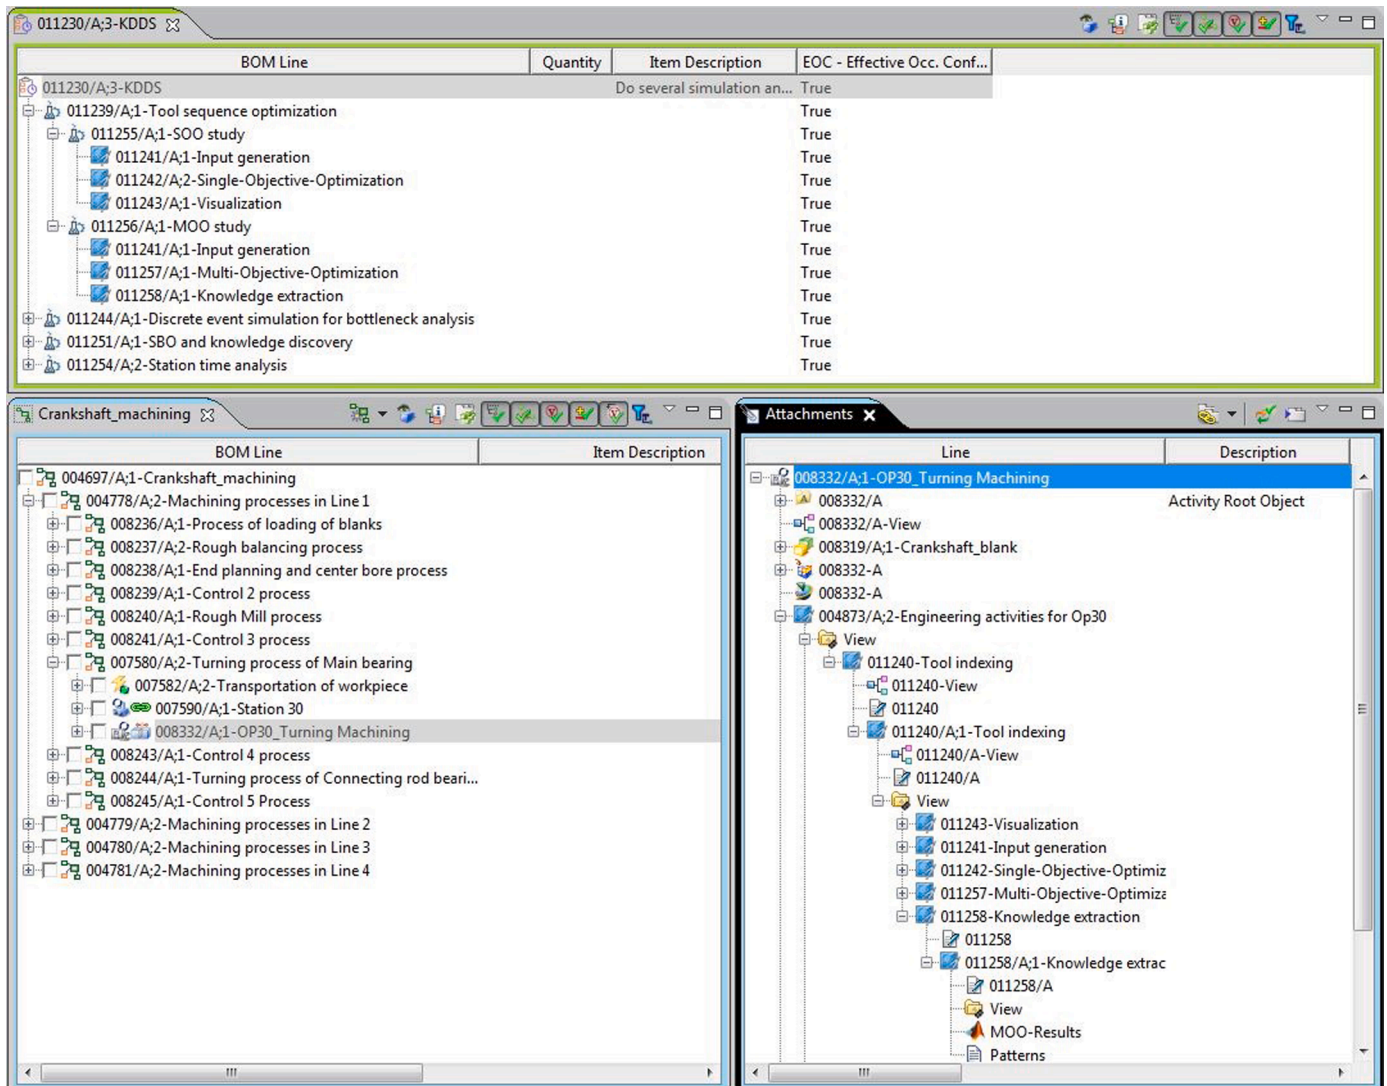 011230/A;3-KDDS
BOM Line Quantity Item Description EOC - Effective Occ. Conf...
011230/A;3-KDDS Do several simulation an... True
011239/A;1-Tool sequence optimization True
011255/A;1-SOO study True
011241/A;1-Input generation True
011242/A;2-Single-Objective-Optimization True
011243/A;1-Visualization True
011256/A;1-MOO study True
011241/A;1-Input generation True
011257/A;1-Multi-Objective-Optimization True
011258/A;1-Knowledge extraction True
011244/A;1-Discrete event simulation for bottleneck analysis True
011251/A;1-SBO and knowledge discovery True
011254/A;2-Station time analysis True
Crankshaft_machining
BOM Line Item Description
004697/A;1-Crankshaft_machining
004778/A;2-Machining processes in Line 1
008236/A;1-Process of loading of blanks
008237/A;2-Rough balancing process
008238/A;1-End planning and center bore process
008239/A;1-Control 2 process
008240/A;1-Rough Mill process
008241/A;1-Control 3 process
007580/A;2-Turning process of Main bearing
007582/A;2-Transportation of workpiece
007590/A;1-Station 30
008332/A;1-OP30_Turning Machining
008243/A;1-Control 4 process
008244/A;1-Turning process of Connecting rod beari...
008245/A;1-Control 5 Process
004779/A;2-Machining processes in Line 2
004780/A;2-Machining processes in Line 3
004781/A;2-Machining processes in Line 4
Attachments
Line Description
008332/A;1-OP30_Turning Machining
008332/A Activity Root Object
008332/A-View
008319/A;1-Crankshaft_blank
008332-A
008332-A
004873/A;2-Engineering activities for Op30
View
011240-Tool indexing
011240-View
011240
011240/A;1-Tool indexing
011240/A-View
011240/A
View
011243-Visualization
011241-Input generation
011242-Single-Objective-Optimiz
011257-Multi-Objective-Optimiza
011258-Knowledge extraction
011258
011258/A;1-Knowledge extrac
011258/A
View
MOO-Results
Patterns